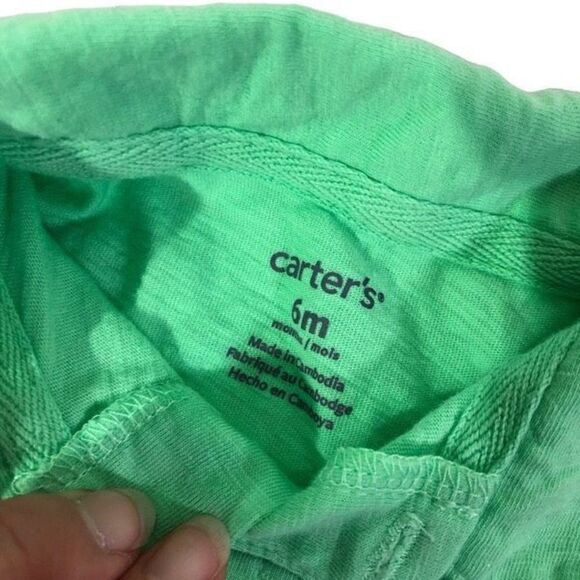 carter's
6m
months / mois
Made in Cambodia
Fabriqué au Cambodge
Hecho en Camboya